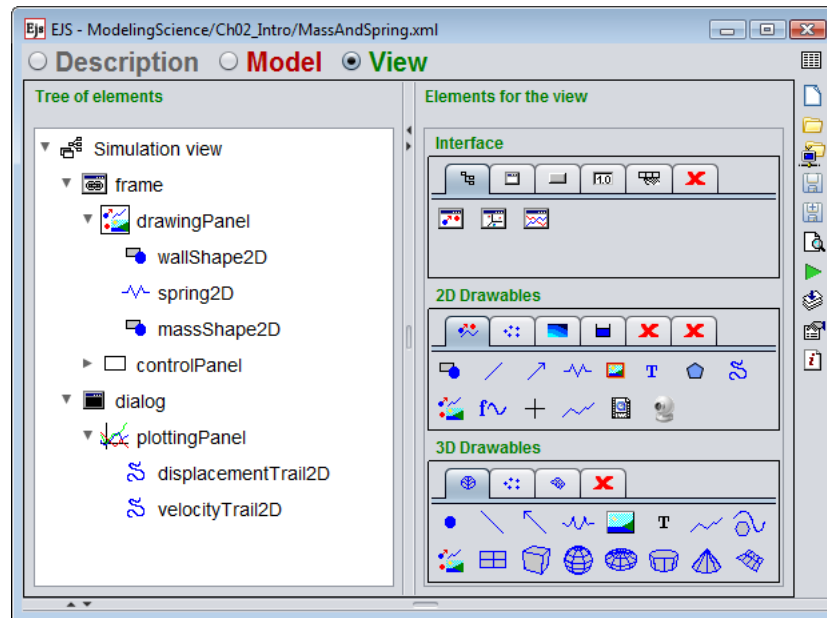 Ejs EJS - ModelingScience/Ch02_Intro/MassAndSpring.xml
Description Model View
Tree of elements
Simulation view
frame
drawingPanel
wallShape2D
spring2D
massShape2D
controlPanel
dialog
plottingPanel
displacementTrail2D
velocityTrail2D
Elements for the view
Interface
1.0
2D Drawables
T
f
3D Drawables
T
i